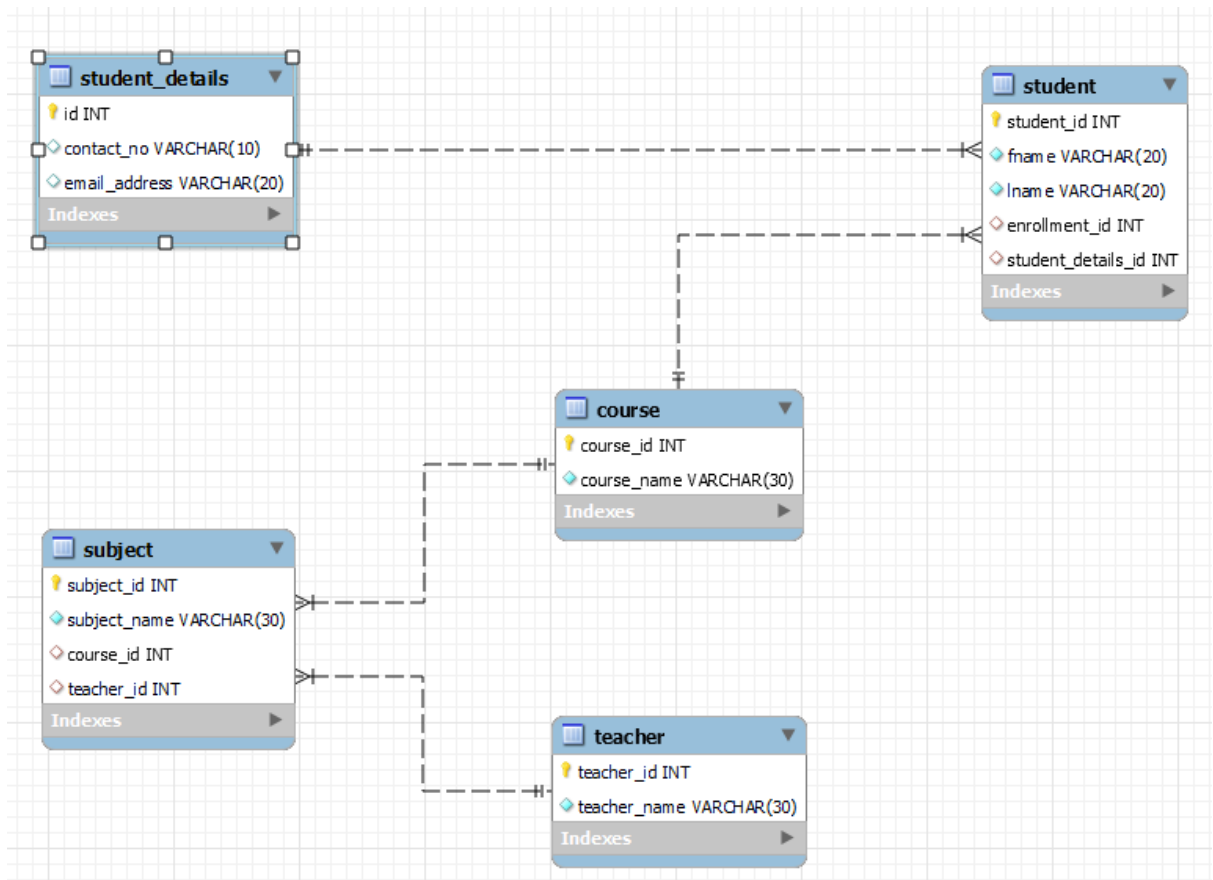 student_details
id INT
contact_no VARCHAR(10)
email_address VARCHAR(20)
Indexes
student
student_id INT
fname VARCHAR(20)
lname VARCHAR(20)
enrollment_id INT
student_details_id INT
Indexes
course
course_id INT
course_name VARCHAR(30)
Indexes
subject
subject_id INT
subject_name VARCHAR(30)
course_id INT
teacher_id INT
Indexes
teacher
teacher_id INT
teacher_name VARCHAR(30)
Indexes